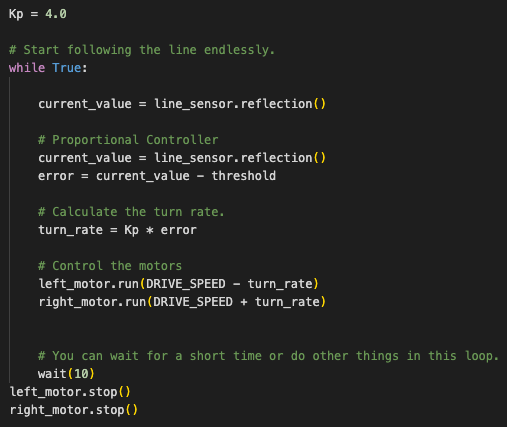 Kp = 4.0
# Start following the line endlessly.
while True:
current_value = line_sensor.reflection()
# Proportional Controller
current_value = line_sensor.reflection()
error = current_value - threshold
# Calculate the turn rate.
turn_rate = Kp * error
# Control the motors
left_motor.run(DRIVE_SPEED - turn_rate)
right_motor.run(DRIVE_SPEED + turn_rate)
# You can wait for a short time or do other things in this loop.
wait(10)
left_motor.stop()
right_motor.stop()